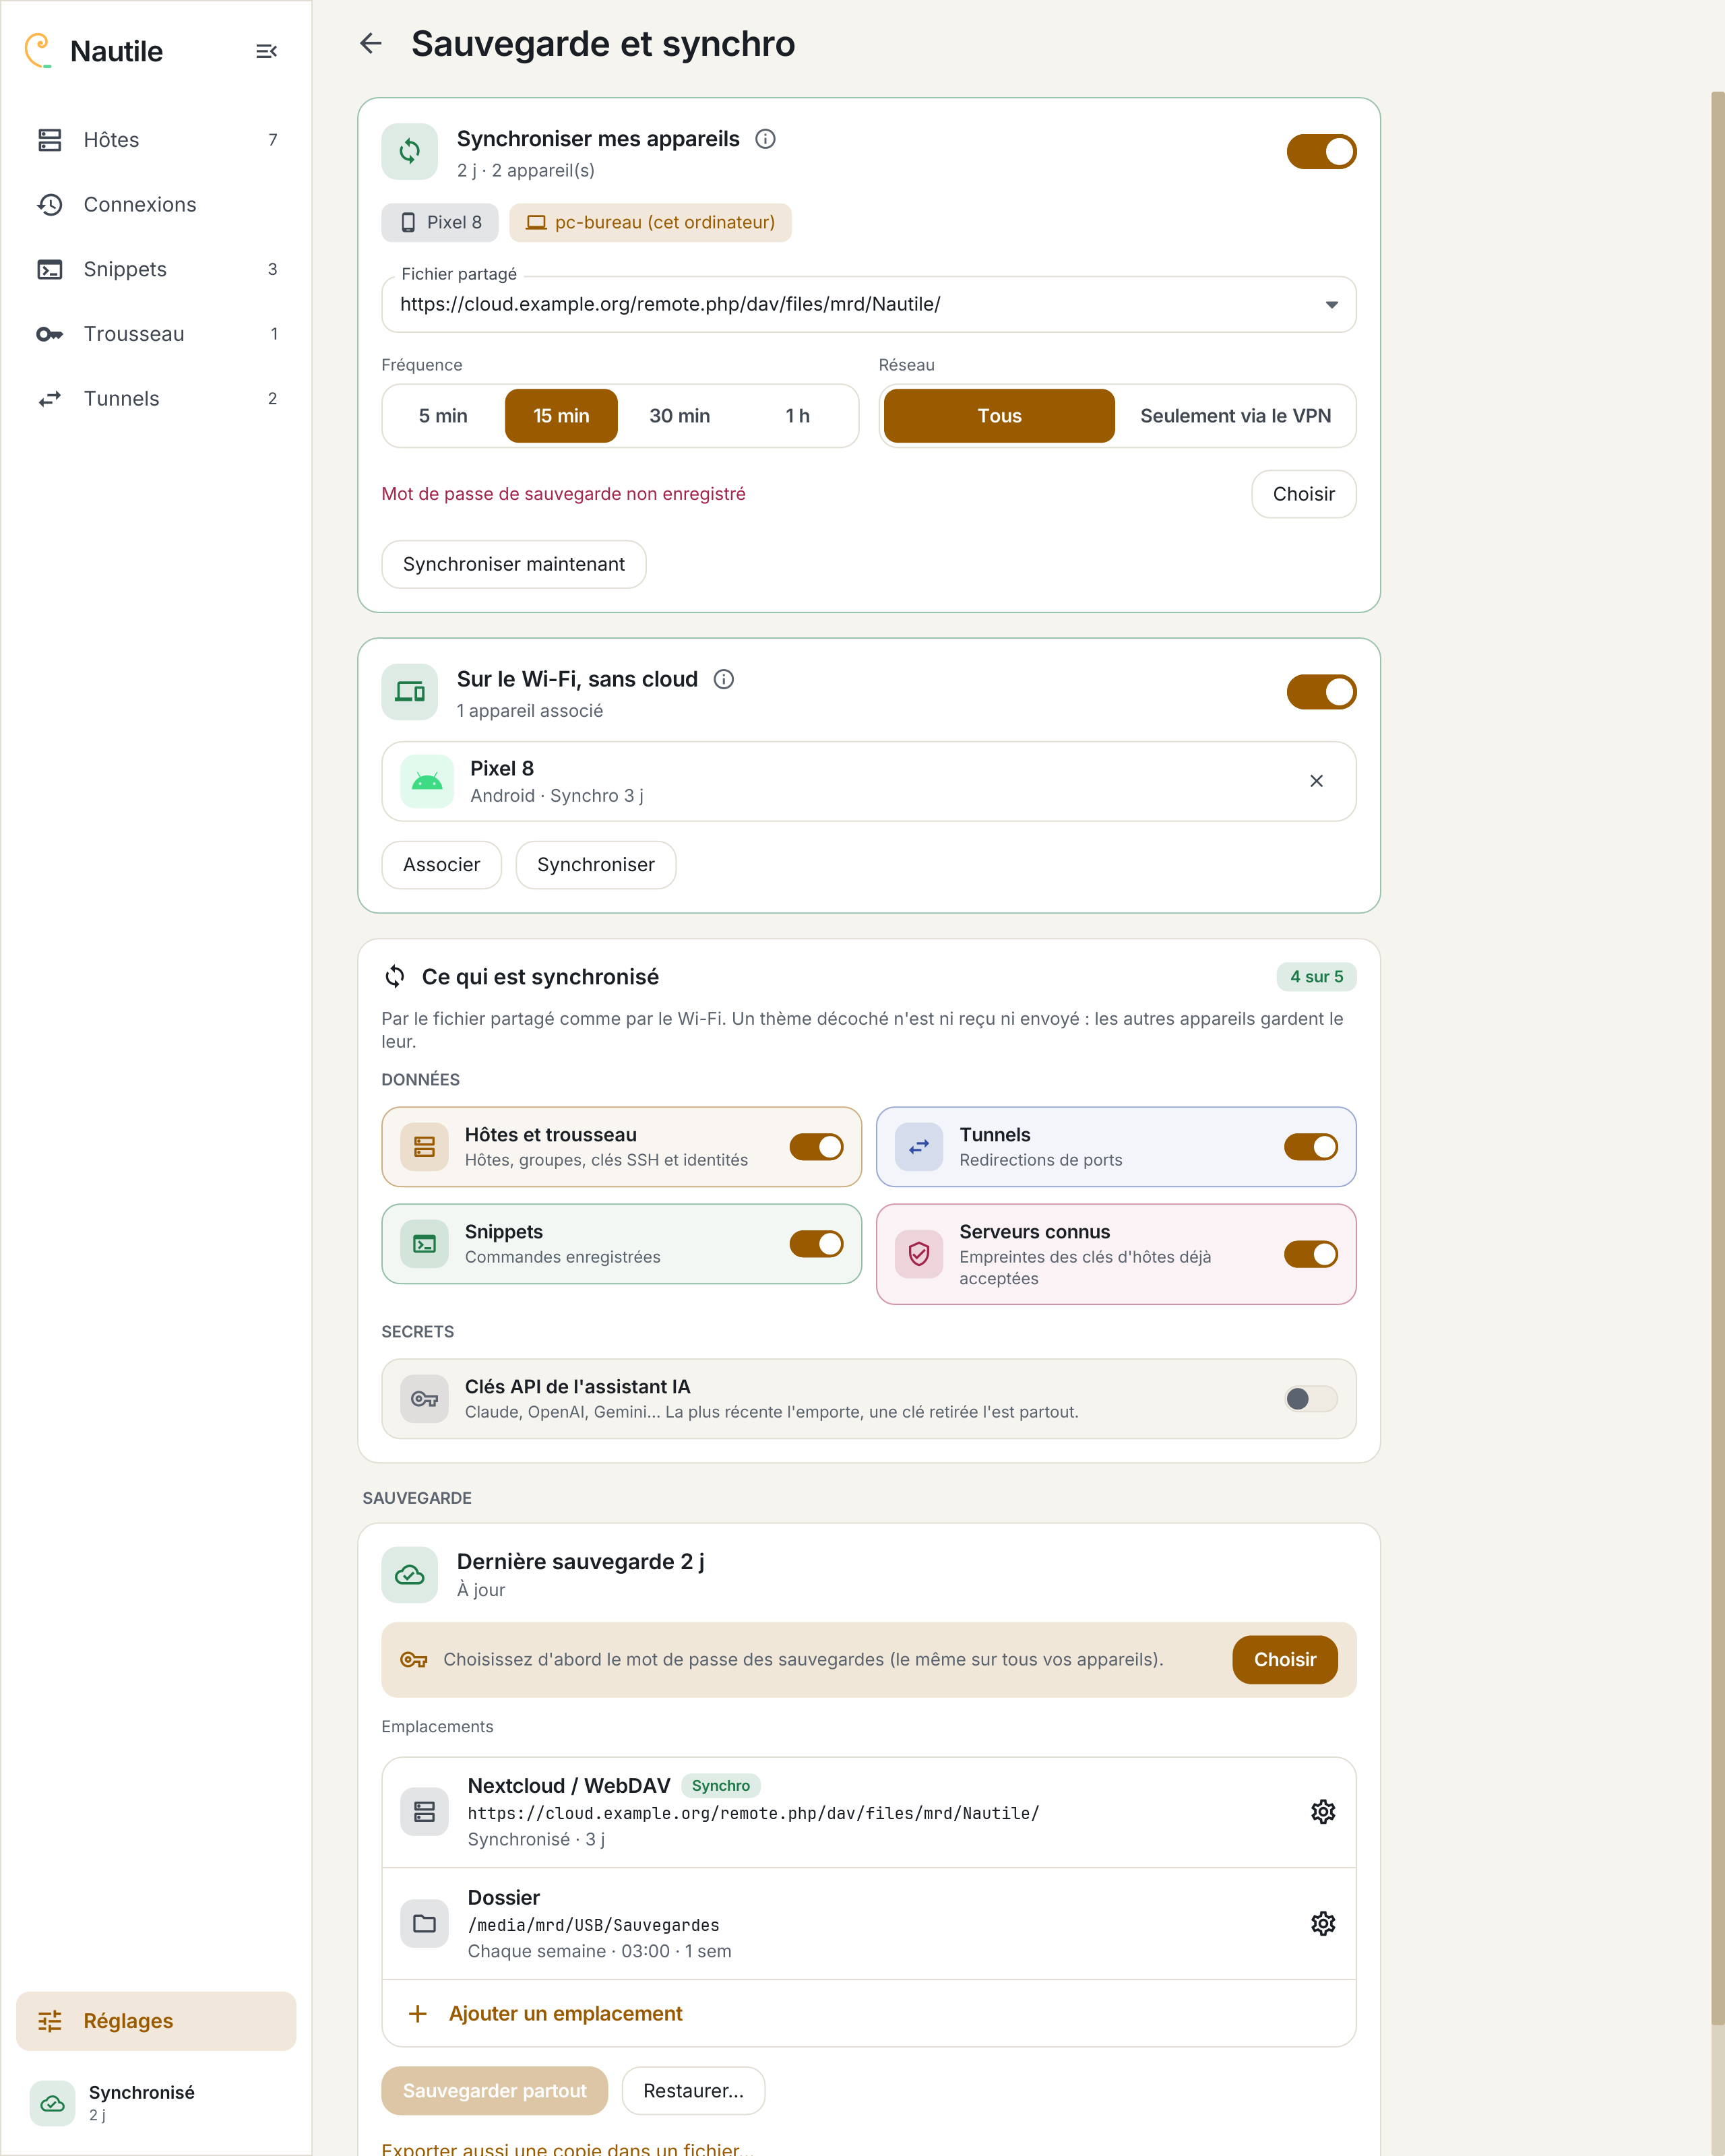 Nautile
Hôtes 7
Connexions
Snippets 3
Trousseau 1
Tunnels 2
Réglages
Synchronisé
2 j
Sauvegarde et synchro
Synchroniser mes appareils
2 j · 2 appareil(s)
Pixel 8
pc-bureau (cet ordinateur)
Fichier partagé
https://cloud.example.org/remote.php/dav/files/mrd/Nautile/
Fréquence
5 min 15 min 30 min 1 h
Réseau
Tous Seulement via le VPN
Mot de passe de sauvegarde non enregistré
Choisir
Synchroniser maintenant
Sur le Wi-Fi, sans cloud
1 appareil associé
Pixel 8
Android · Synchro 3 j
Associer
Synchroniser
Ce qui est synchronisé
4 sur 5
Par le fichier partagé comme par le Wi-Fi. Un thème décoché n'est ni reçu ni envoyé : les autres appareils gardent le
leur.
DONNÉES
Hôtes et trousseau
Hôtes, groupes, clés SSH et identités
Tunnels
Redirections de ports
Snippets
Commandes enregistrées
Serveurs connus
Empreintes des clés d'hôtes déjà
acceptées
SECRETS
Clés API de l'assistant IA
Claude, OpenAI, Gemini… La plus récente l'emporte, une clé retirée l'est partout.
SAUVEGARDE
Dernière sauvegarde 2 j
À jour
Choisissez d'abord le mot de passe des sauvegardes (le même sur tous vos appareils).
Choisir
Emplacements
Nextcloud / WebDAV Synchro
https://cloud.example.org/remote.php/dav/files/mrd/Nautile/
Synchronisé · 3 j
Dossier
/media/mrd/USB/Sauvegardes
Chaque semaine · 03:00 · 1 sem
Ajouter un emplacement
Sauvegarder partout
Restaurer…
Exporter aussi une copie dans un fichier…